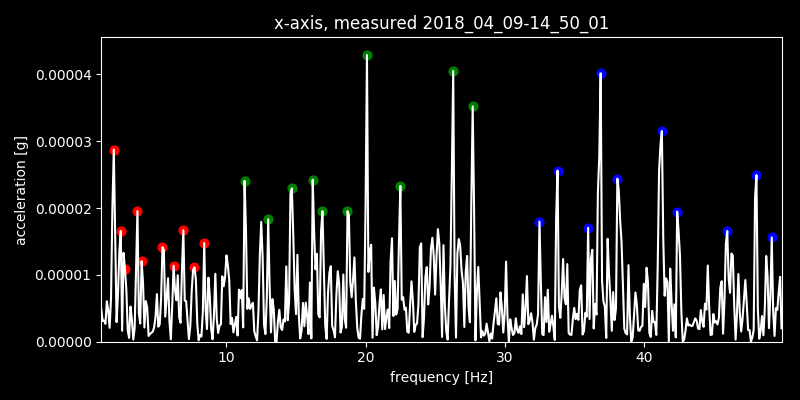 x-axis, measured 2018_04_09-14_50_01
acceleration [g]
0.00004
0.00003
0.00002
0.00001
0.00000
10 20 30 40
frequency [Hz]